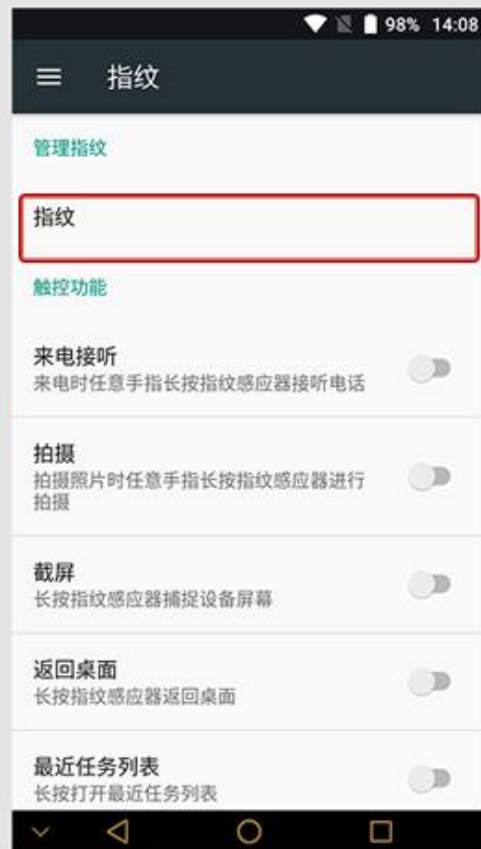 98% 14:08
指纹
管理指纹
指纹
触控功能
来电接听
来电时任意手指长按指纹感应器接听电话
拍摄
拍摄照片时任意手指长按指纹感应器进行
拍摄
截屏
长按指纹感应器捕捉设备屏幕
返回桌面
长按指纹感应器返回桌面
最近任务列表
长按打开最近任务列表